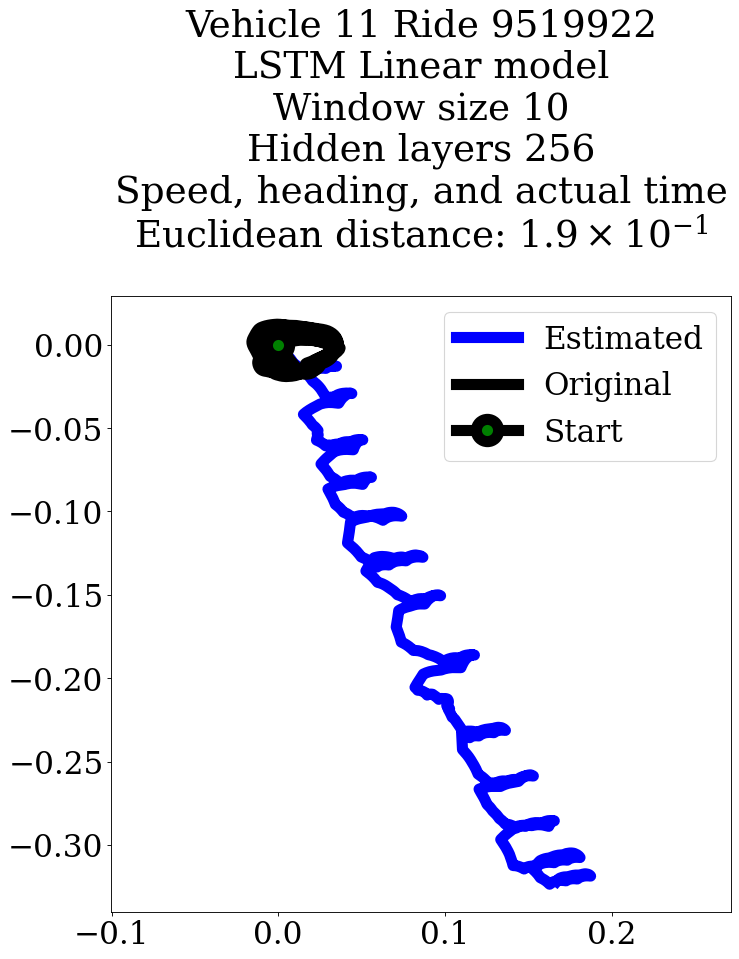 Vehicle 11 Ride 9519922
LSTM Linear model
Window size 10
Hidden layers 256
Speed, heading, and actual time
Euclidean distance: 1.9 × 10⁻¹
Estimated
Original
Start
0.00
−0.05
−0.10
−0.15
−0.20
−0.25
−0.30
−0.1 0.0 0.1 0.2